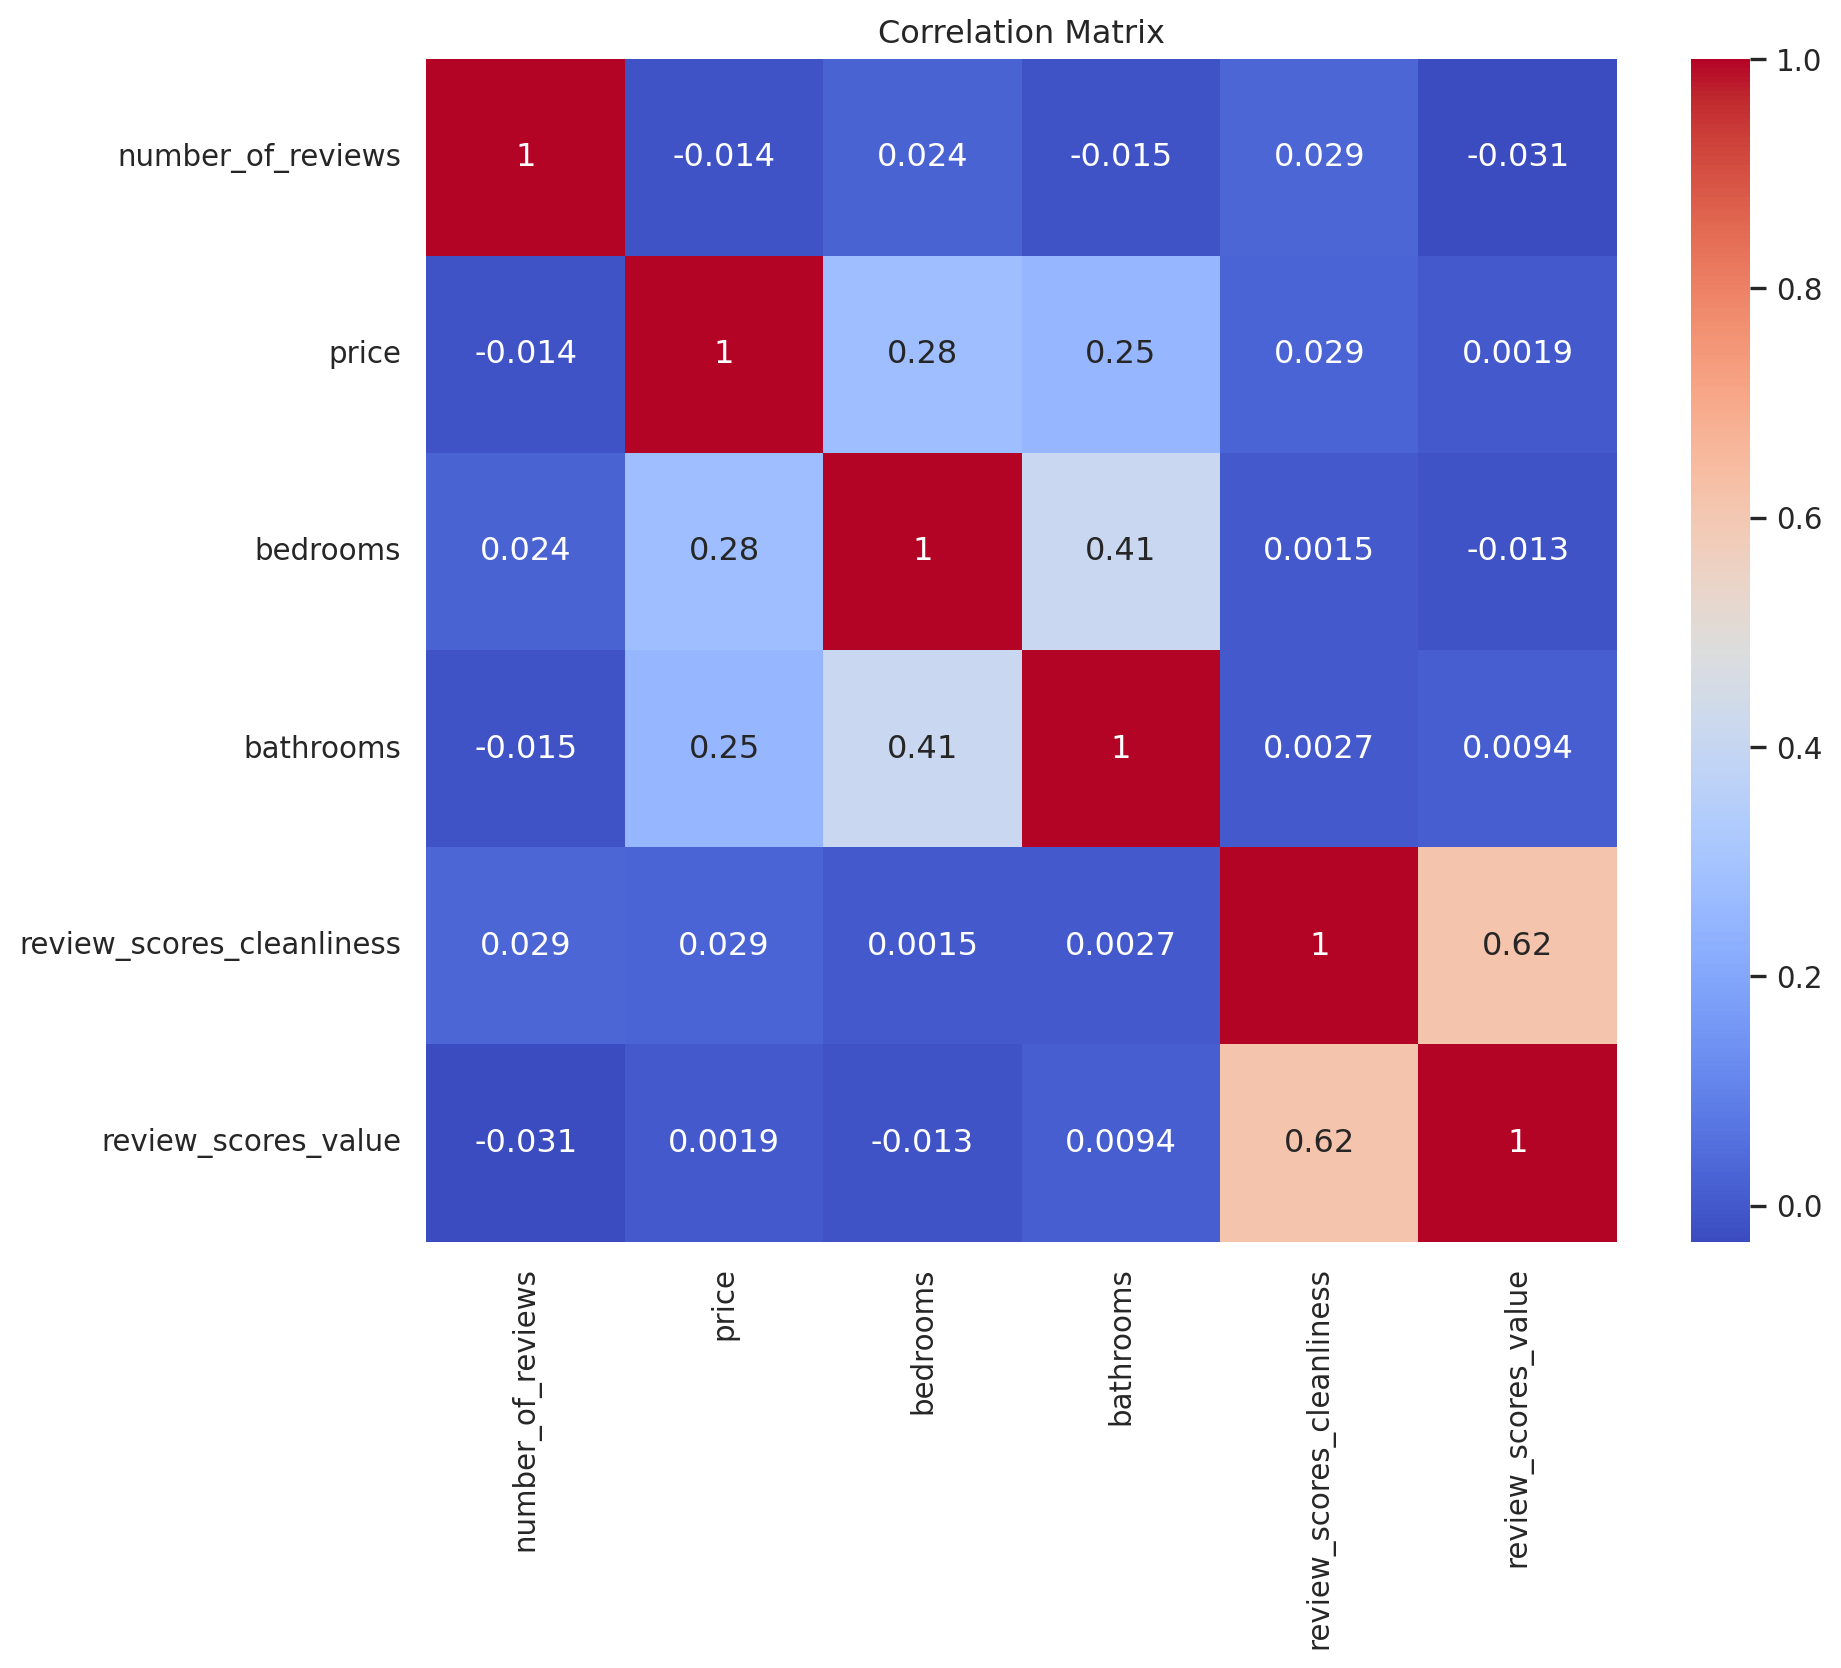 Correlation Matrix
number_of_reviews 1 -0.014 0.024 -0.015 0.029 -0.031
price -0.014 1 0.28 0.25 0.029 0.0019
bedrooms 0.024 0.28 1 0.41 0.0015 -0.013
bathrooms -0.015 0.25 0.41 1 0.0027 0.0094
review_scores_cleanliness 0.029 0.029 0.0015 0.0027 1 0.62
review_scores_value -0.031 0.0019 -0.013 0.0094 0.62 1
number_of_reviews
price
bedrooms
bathrooms
review_scores_cleanliness
review_scores_value
1.0
0.8
0.6
0.4
0.2
0.0